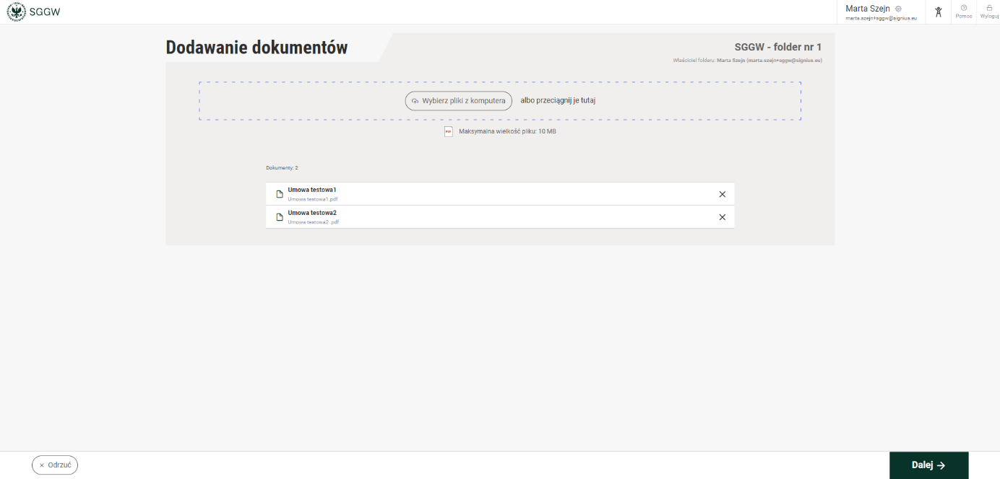 SGGW
Marta Szejn
marta.szejn+sggw@signius.eu
Pomoc
Wyloguj
Dodawanie dokumentów
SGGW - folder nr 1
Właściciel folderu: Marta Szejn (marta.szejn+sggw@signius.eu)
Wybierz pliki z komputera albo przeciągnij je tutaj
PDF Maksymalna wielkość pliku: 10 MB
Dokumenty: 2
Umowa testowa1
Umowa testowa1.pdf
Umowa testowa2
Umowa testowa2 .pdf
Odrzuć
Dalej